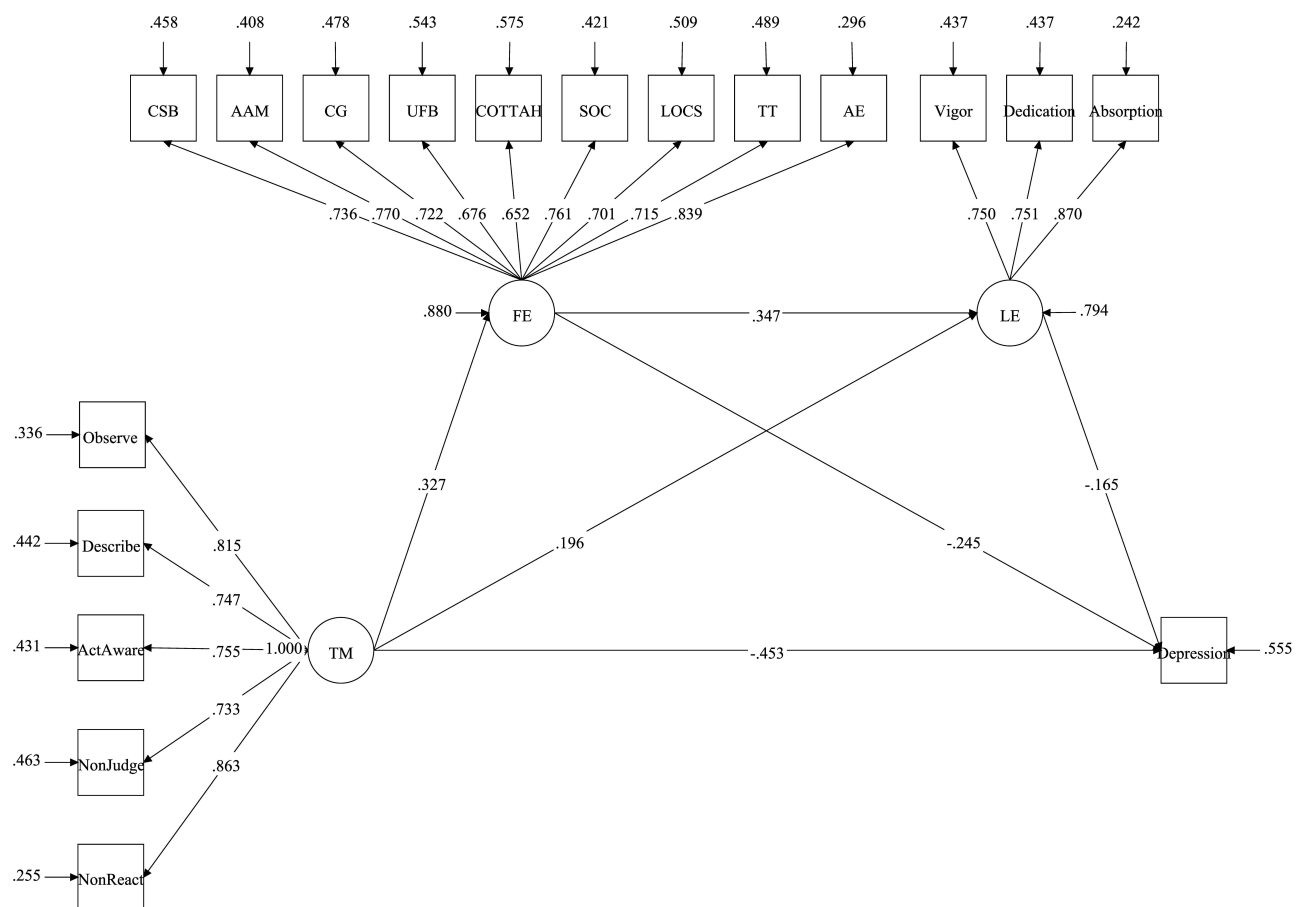 .458 .408 .478 .543 .575 .421 .509 .489 .296 .437 .437 .242
CSB AAM CG UFB COTTAH SOC LOCS TT AE Vigor Dedication Absorption
.736 .770 .722 .676 .652 .761 .701 .715 .839 .750 .751 .870
.880 FE .347 LE .794
.336 Observe
.327 -.165
.442 Describe .815 .196 -.245
.747
.431 ActAware .755 1.000 TM -.453 Depression .555
.733
.463 NonJudge .863
.255 NonReact